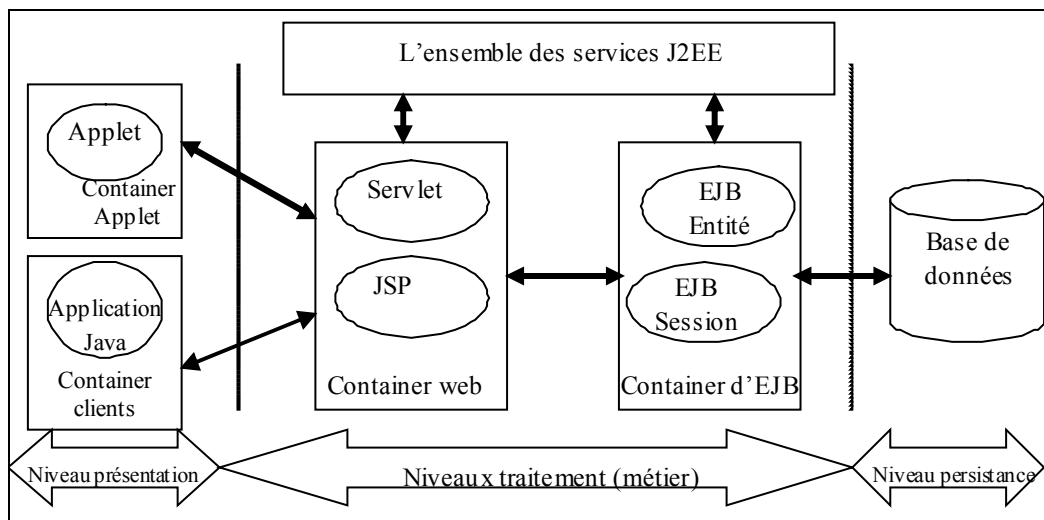 L'ensemble des services J2EE
Applet
Container
Applet
Application
Java
Container
clients
Servlet
JSP
Container web
EJB
Entité
EJB
Session
Container d'EJB
Base de
données
Niveau présentation
Niveaux traitement (métier)
Niveau persistance